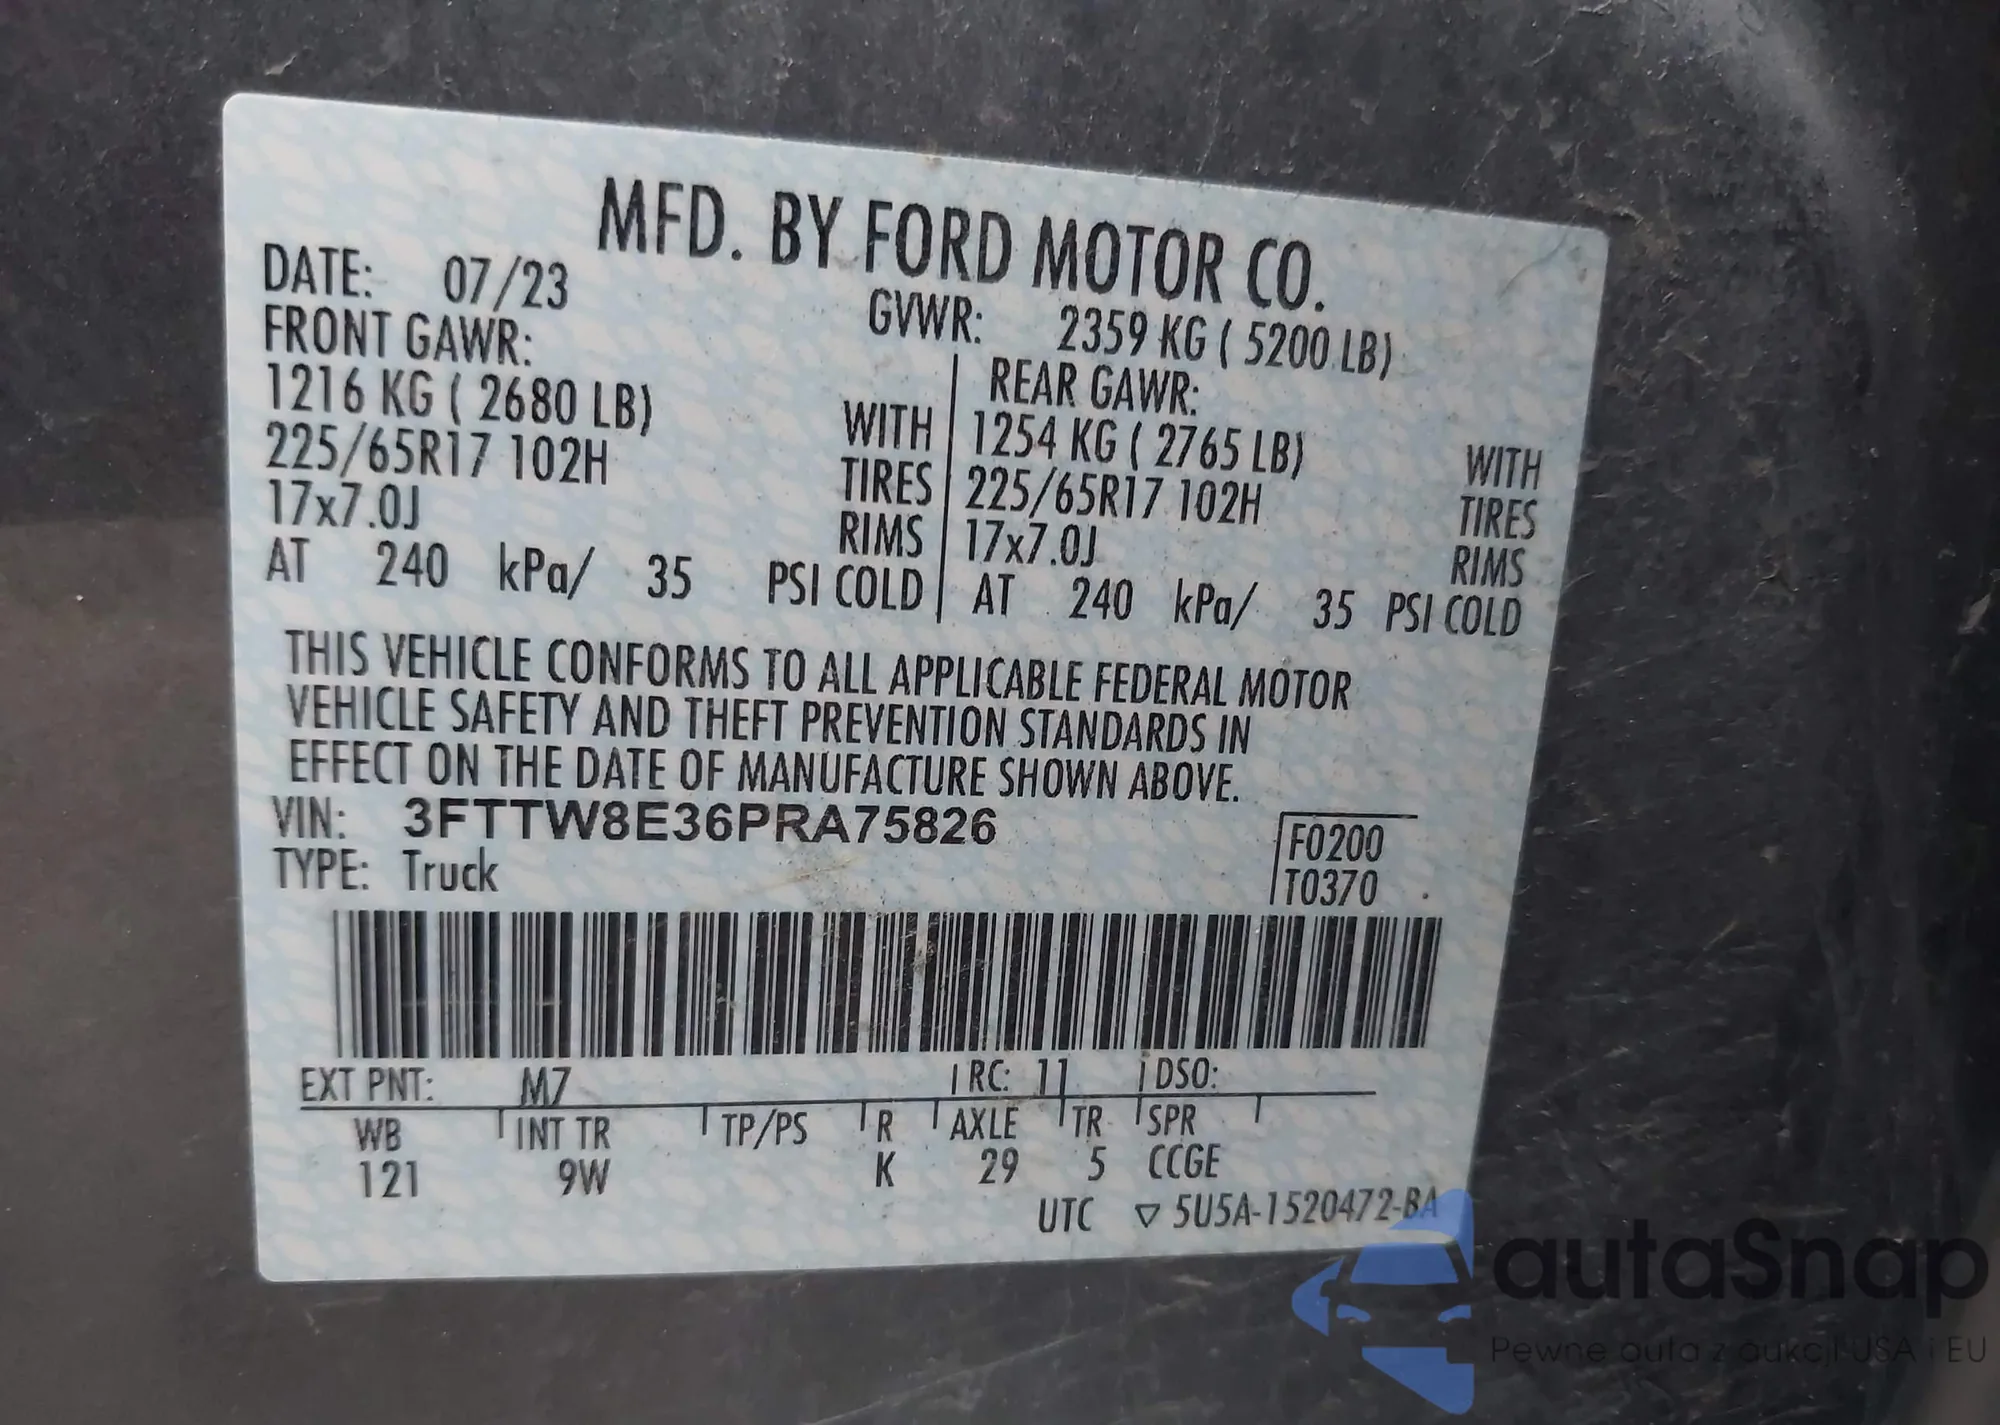 MFD. BY FORD MOTOR CO.
DATE: 07/23 GVWR: 2359 KG ( 5200 LB)
FRONT GAWR: REAR GAWR:
1216 KG ( 2680 LB) WITH 1254 KG ( 2765 LB) WITH
225/65R17 102H TIRES 225/65R17 102H TIRES
17x7.0J RIMS 17x7.0J RIMS
AT 240 kPa/ 35 PSI COLD AT 240 kPa/ 35 PSI COLD
THIS VEHICLE CONFORMS TO ALL APPLICABLE FEDERAL MOTOR
VEHICLE SAFETY AND THEFT PREVENTION STANDARDS IN
EFFECT ON THE DATE OF MANUFACTURE SHOWN ABOVE.
VIN: 3FTTW8E36PRA75826
TYPE: Truck
F0200
T0370
EXT PNT: M7 RC: 11 DSO:
WB INT TR TP/PS R AXLE TR SPR
121 9W K 29 5 CCGE
UTC ▽ 5U5A-1520472-BA
autaSnap
Pewne auta z aukcji USA i EU